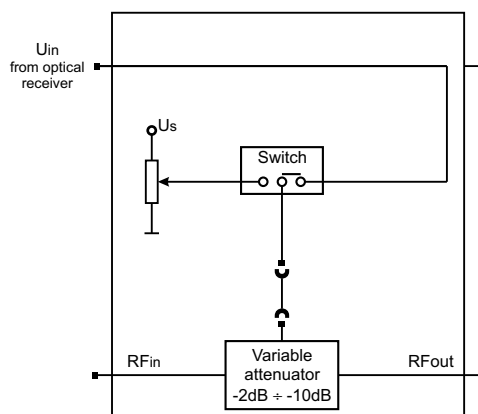 Uin
from optical
receiver
Us
Switch
RFin
Variable
attenuator
-2dB ÷ -10dB
RFout